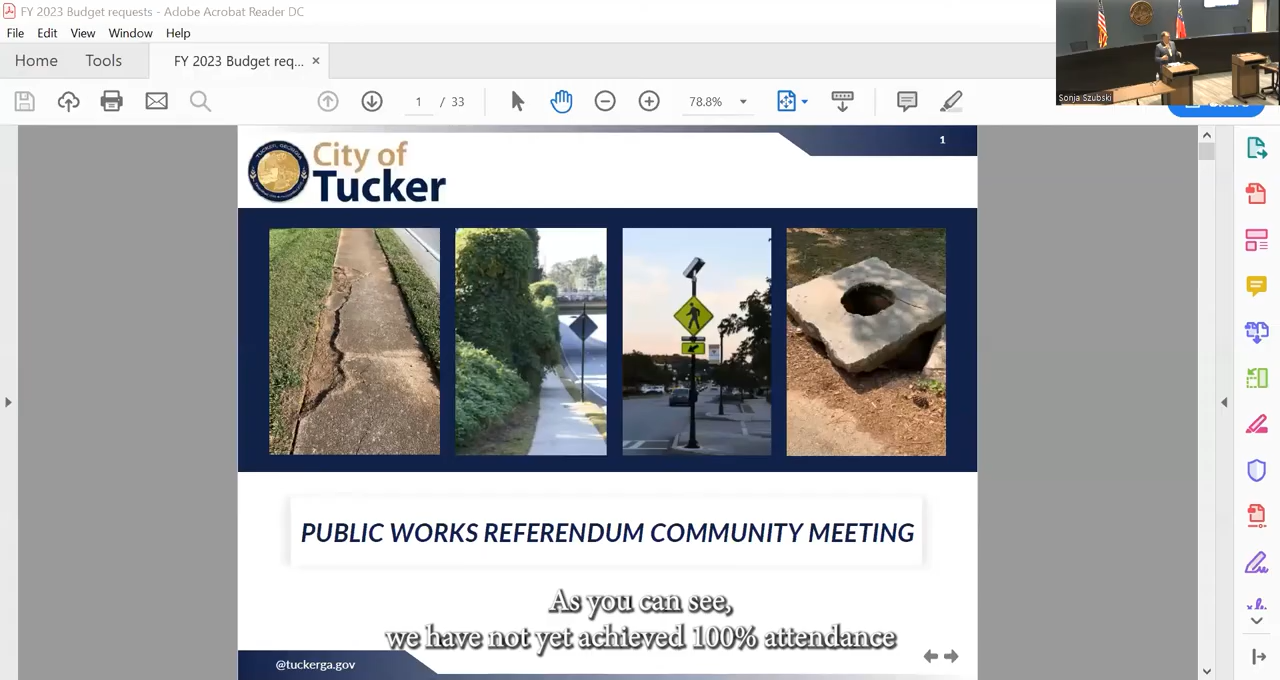 FY 2023 Budget requests - Adobe Acrobat Reader DC
File Edit View Window Help
Home Tools FY 2023 Budget req... ×
1 / 33 78.8%
Sonja Szubski
1
City of
Tucker
PUBLIC WORKS REFERENDUM COMMUNITY MEETING
As you can see,
we have not yet achieved 100% attendance
@tuckerga.gov